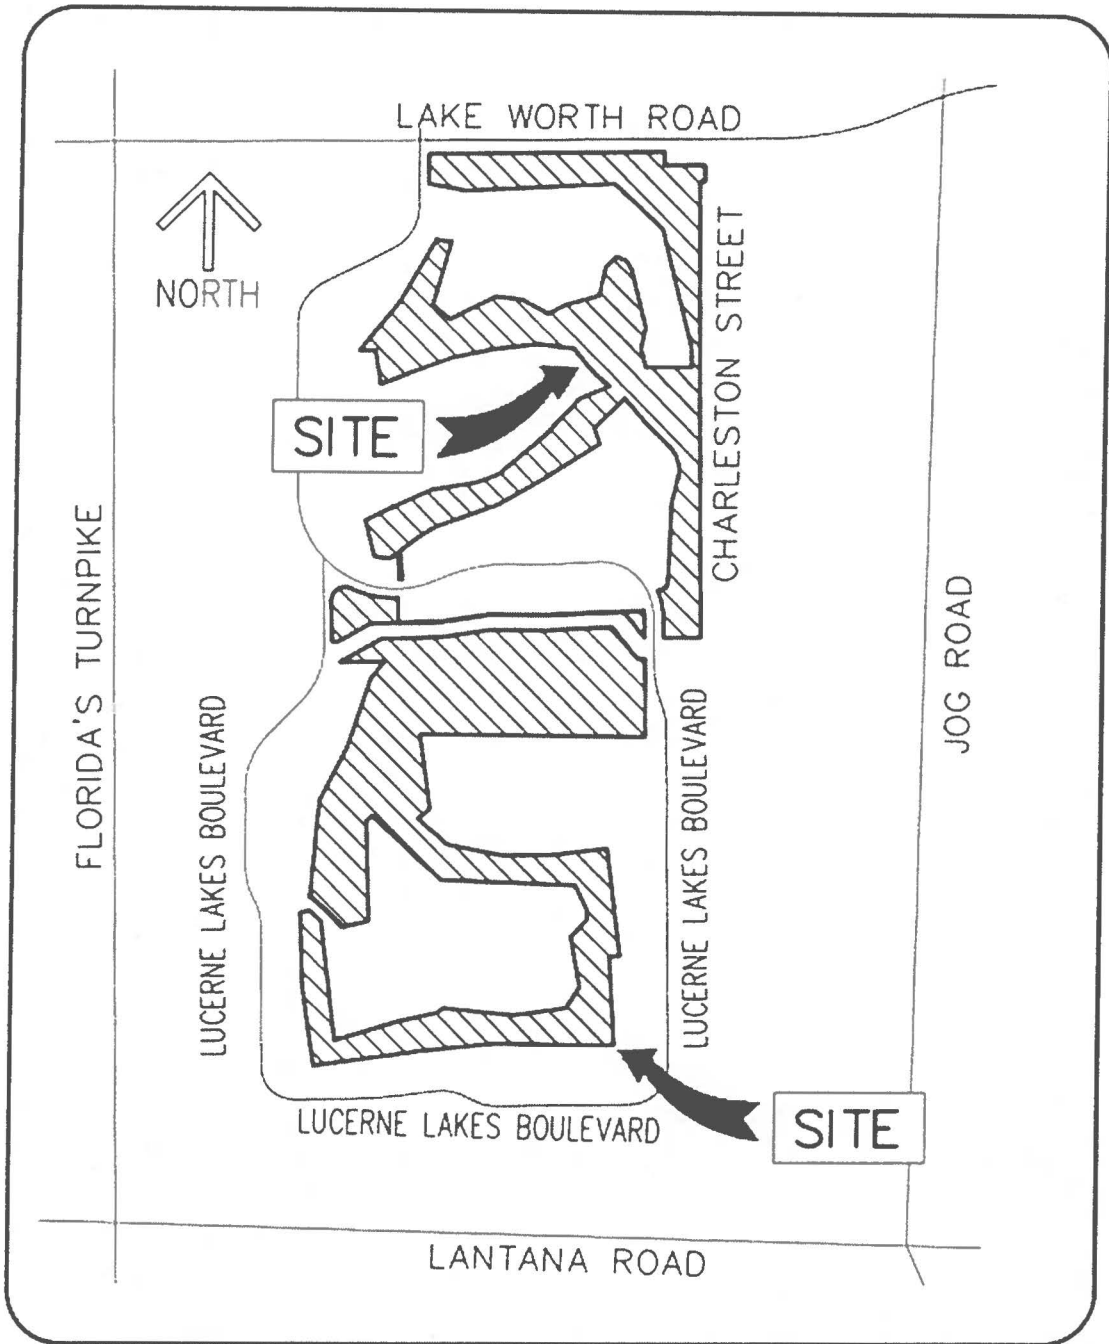 LAKE WORTH ROAD
NORTH
CHARLESTON STREET
SITE
FLORIDA'S TURNPIKE
JOG ROAD
LUCERNE LAKES BOULEVARD
LUCERNE LAKES BOULEVARD
LUCERNE LAKES BOULEVARD
SITE
LANTANA ROAD